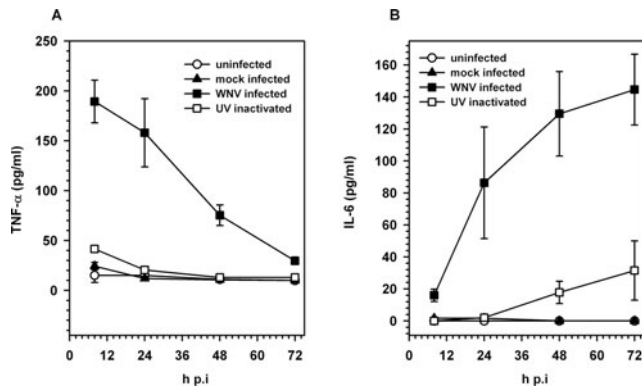 A
TNF-α (pg/ml)
250
200
150
100
50
0
uninfected
mock infected
WNV infected
UV inactivated
0 12 24 36 48 60 72
h p.i
B
IL-6 (pg/ml)
160
140
120
100
80
60
40
20
0
uninfected
mock infected
WNV infected
UV inactivated
0 12 24 36 48 60 72
h p.i